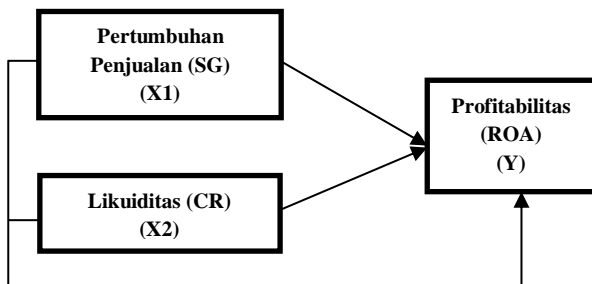 Pertumbuhan
Penjualan (SG)
(X1)
Likuiditas (CR)
(X2)
Profitabilitas
(ROA)
(Y)